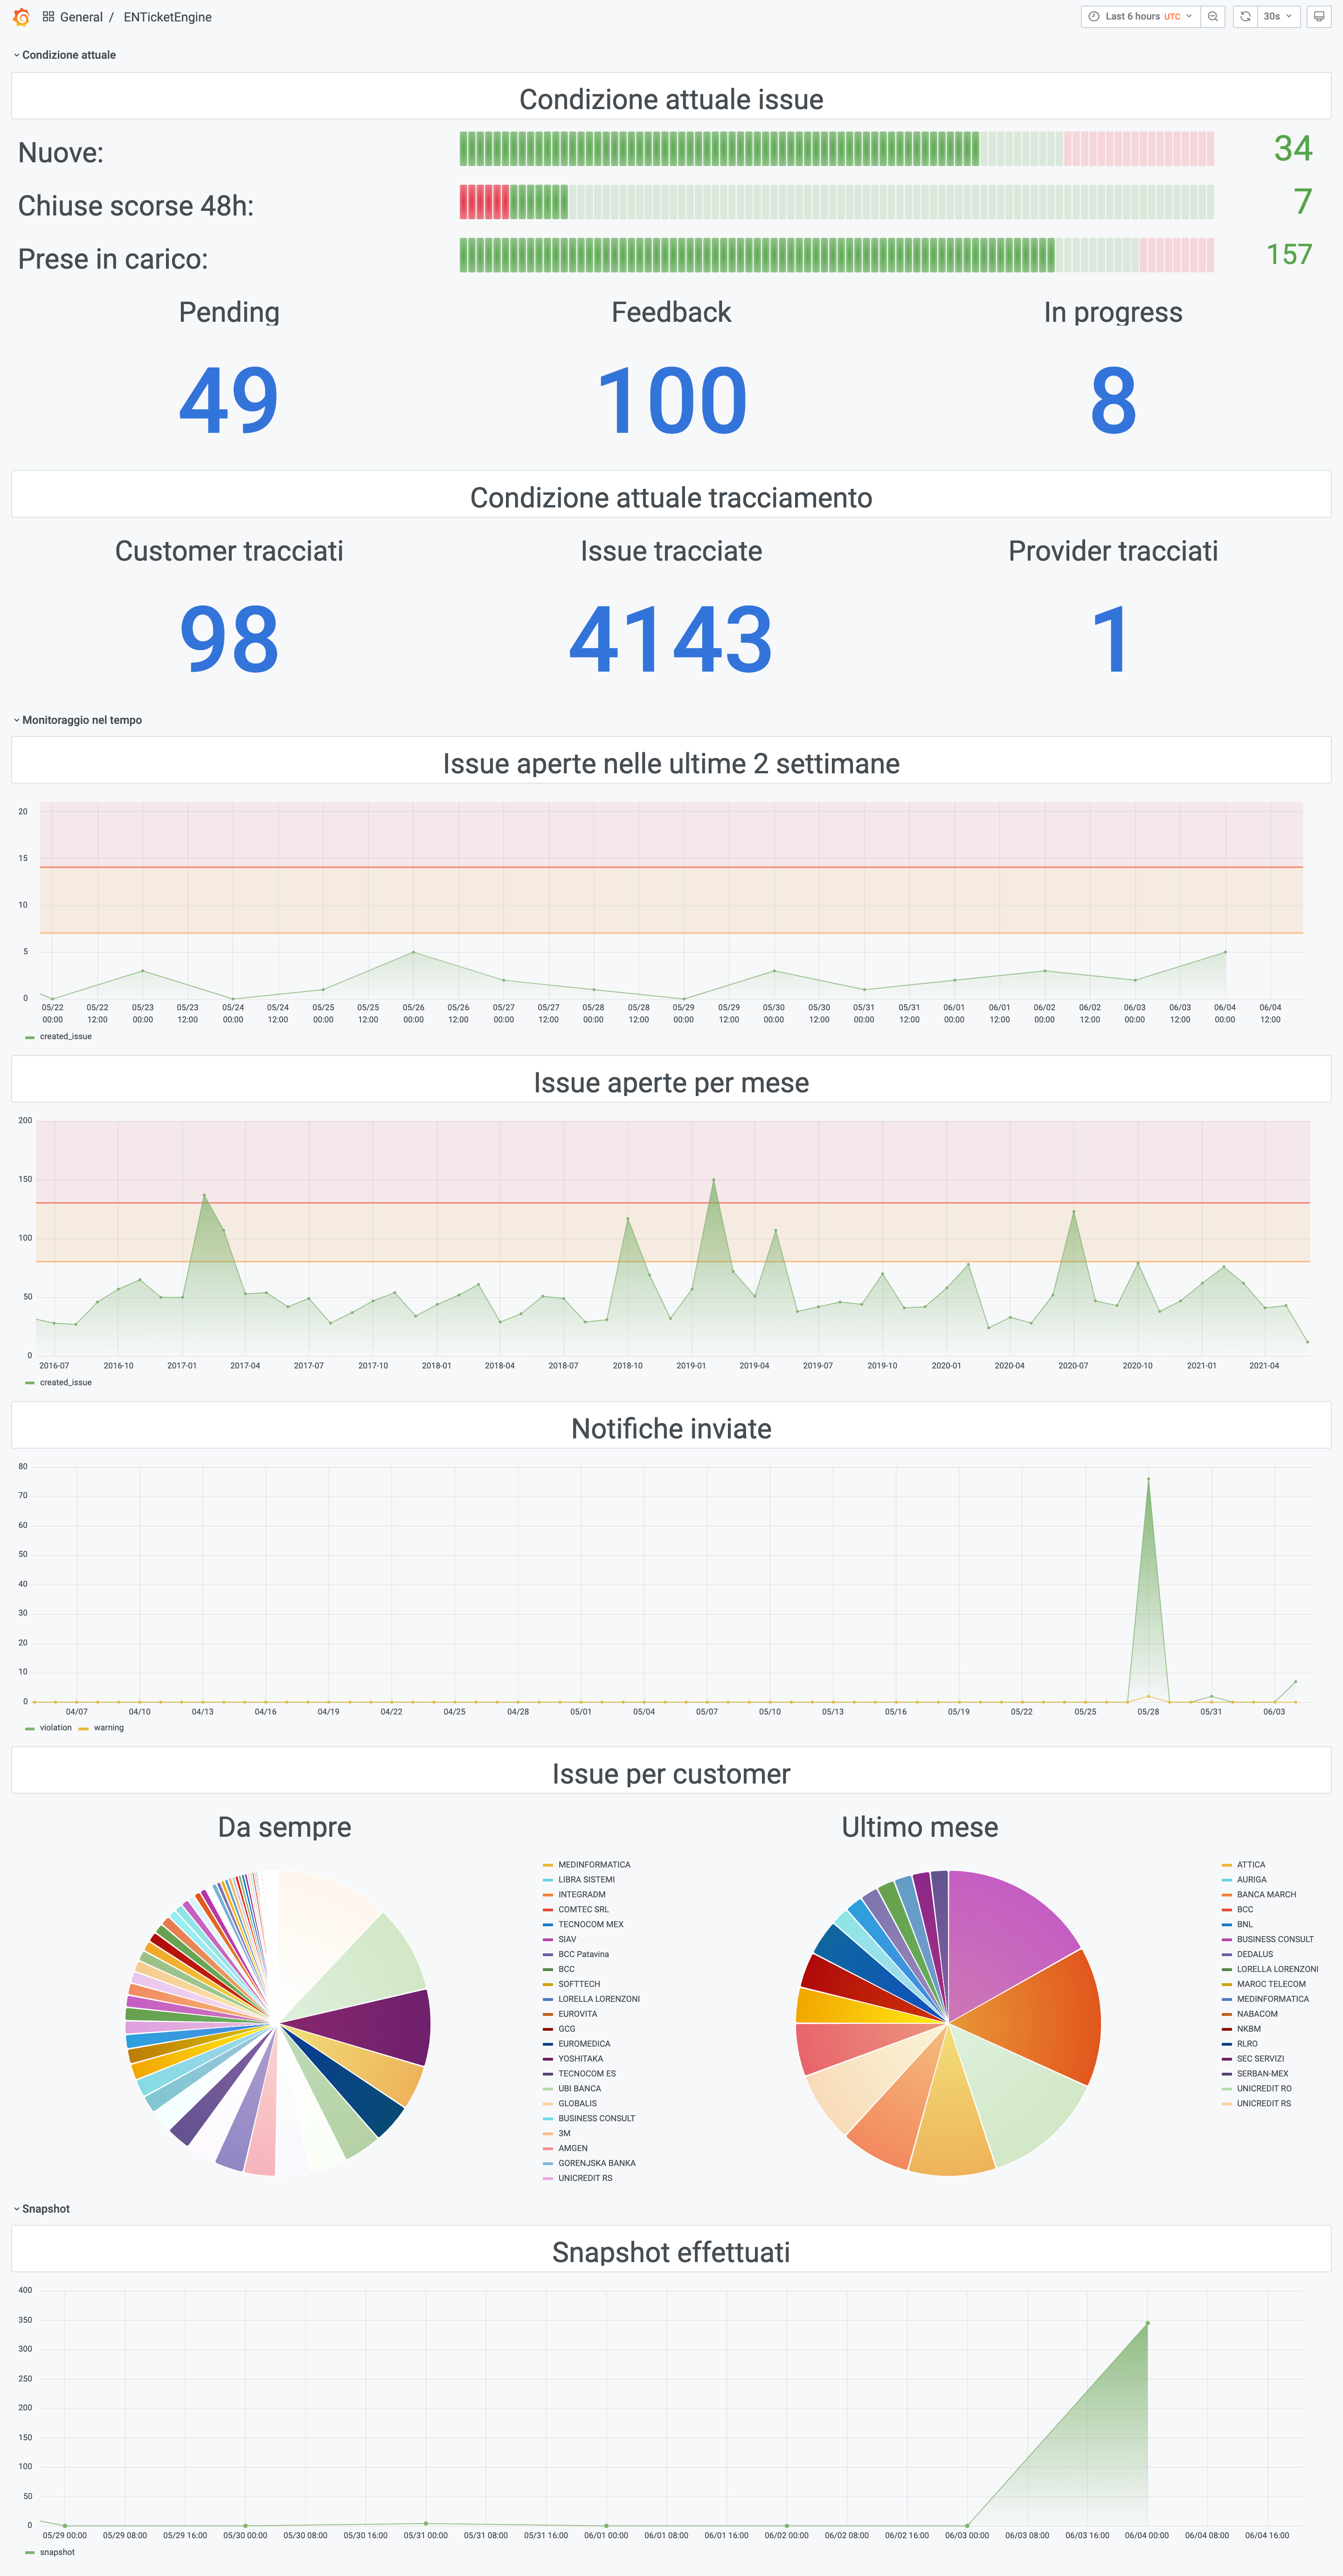 General / ENTicketEngine
Last 6 hours UTC
30s
Condizione attuale
Condizione attuale issue
Nuove:
34
Chiuse scorse 48h:
7
Prese in carico:
157
Pending Feedback In progress
49 100 8
Condizione attuale tracciamento
Customer tracciati Issue tracciate Provider tracciati
98 4143 1
Monitoraggio nel tempo
Issue aperte nelle ultime 2 settimane
20
15
10
5
0
05/22 05/22 05/23 05/23 05/24 05/24 05/25 05/25 05/26 05/26 05/27 05/27 05/28 05/28 05/29 05/29 05/30 05/30 05/31 05/31 06/01 06/01 06/02 06/02 06/03 06/03 06/04 06/04
00:00 12:00 00:00 12:00 00:00 12:00 00:00 12:00 00:00 12:00 00:00 12:00 00:00 12:00 00:00 12:00 00:00 12:00 00:00 12:00 00:00 12:00 00:00 12:00 00:00 12:00 00:00 12:00
created_issue
Issue aperte per mese
200
150
100
50
0
2016-07 2016-10 2017-01 2017-04 2017-07 2017-10 2018-01 2018-04 2018-07 2018-10 2019-01 2019-04 2019-07 2019-10 2020-01 2020-04 2020-07 2020-10 2021-01 2021-04
created_issue
Notifiche inviate
80
70
60
50
40
30
20
10
0
04/07 04/10 04/13 04/16 04/19 04/22 04/25 04/28 05/01 05/04 05/07 05/10 05/13 05/16 05/19 05/22 05/25 05/28 05/31 06/03
violation warning
Issue per customer
Da sempre
MEDINFORMATICA
LIBRA SISTEMI
INTEGRADM
COMTEC SRL
TECNOCOM MEX
SIAV
BCC Patavina
BCC
SOFTTECH
LORELLA LORENZONI
EUROVITA
GCG
EUROMEDICA
YOSHITAKA
TECNOCOM ES
UBI BANCA
GLOBALIS
BUSINESS CONSULT
3M
AMGEN
GORENJSKA BANKA
UNICREDIT RS
Ultimo mese
ATTICA
AURIGA
BANCA MARCH
BCC
BNL
BUSINESS CONSULT
DEDALUS
LORELLA LORENZONI
MAROC TELECOM
MEDINFORMATICA
NABACOM
NKBM
RLRO
SEC SERVIZI
SERBAN-MEX
UNICREDIT RO
UNICREDIT RS
Snapshot
Snapshot effettuati
400
350
300
250
200
150
100
50
0
05/29 00:00 05/29 08:00 05/29 16:00 05/30 00:00 05/30 08:00 05/30 16:00 05/31 00:00 05/31 08:00 05/31 16:00 06/01 00:00 06/01 08:00 06/01 16:00 06/02 00:00 06/02 08:00 06/02 16:00 06/03 00:00 06/03 08:00 06/03 16:00 06/04 00:00 06/04 08:00 06/04 16:00
snapshot